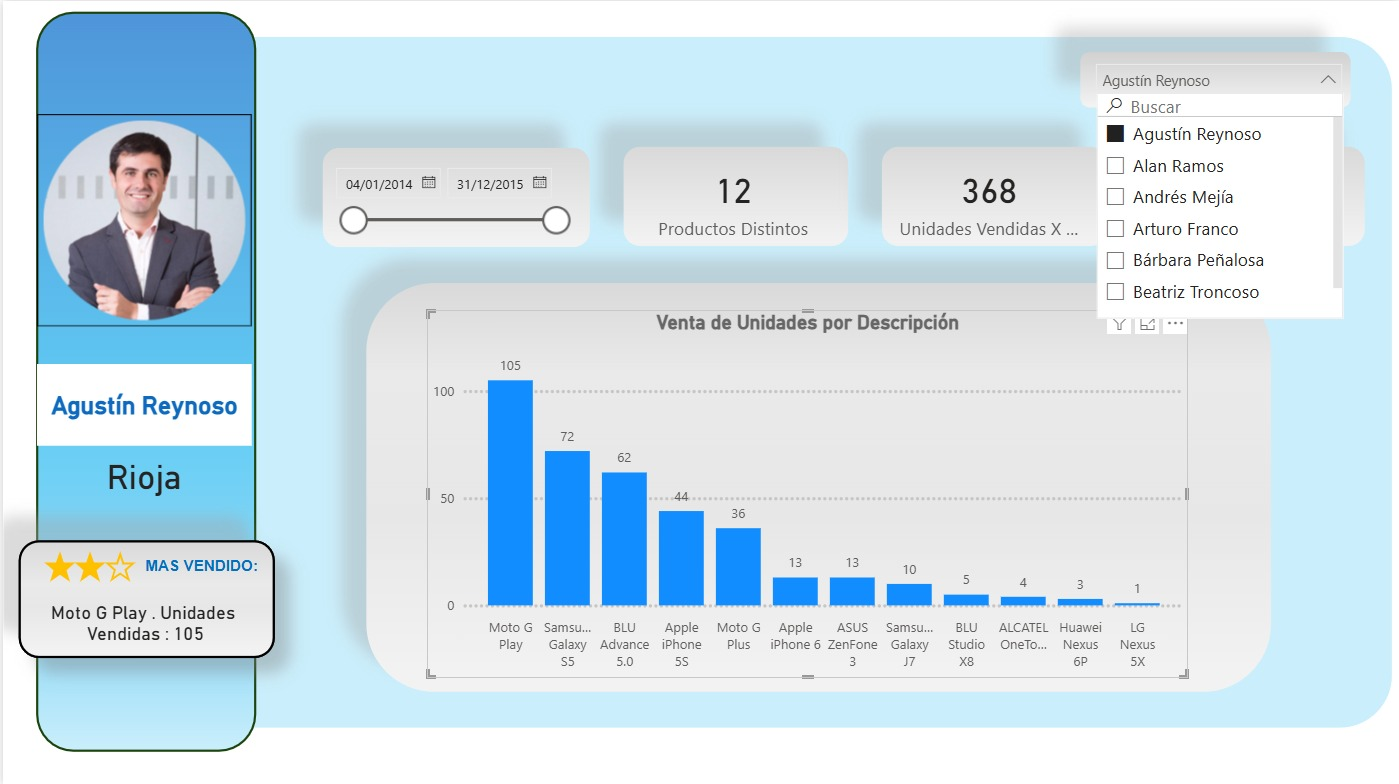 Agustín Reynoso
Rioja
MAS VENDIDO:
Moto G Play . Unidades
Vendidas : 105
04/01/2014
31/12/2015
12
Productos Distintos
368
Unidades Vendidas X ...
Agustín Reynoso
Buscar
Agustín Reynoso
Alan Ramos
Andrés Mejía
Arturo Franco
Bárbara Peñalosa
Beatriz Troncoso
Venta de Unidades por Descripción
100
50
0
105
72
62
44
36
13
13
10
5
4
3
1
Moto G
Play
Samsu...
Galaxy
S5
BLU
Advance
5.0
Apple
iPhone
5S
Moto G
Plus
Apple
iPhone 6
ASUS
ZenFone
3
Samsu...
Galaxy
J7
BLU
Studio
X8
ALCATEL
OneTo...
Huawei
Nexus
6P
LG
Nexus
5X